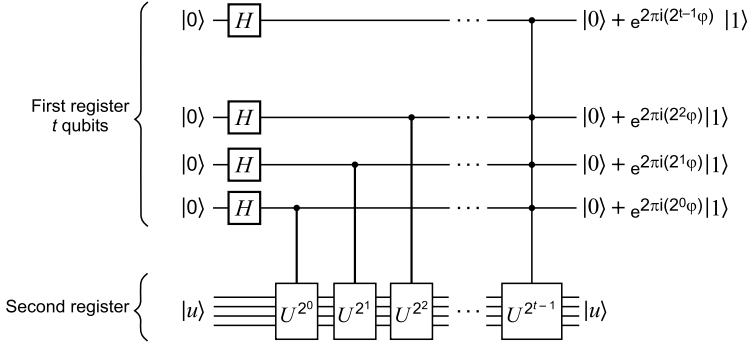 |0⟩ H ··· |0⟩ + e^{2πi(2^{t–1}φ)} |1⟩
First register
t qubits
|0⟩ H ··· |0⟩ + e^{2πi(2^2φ)}|1⟩
|0⟩ H ··· |0⟩ + e^{2πi(2^1φ)}|1⟩
|0⟩ H ··· |0⟩ + e^{2πi(2^0φ)}|1⟩
Second register |u⟩ U^{2^0} U^{2^1} U^{2^2} ··· U^{2^{t–1}} |u⟩